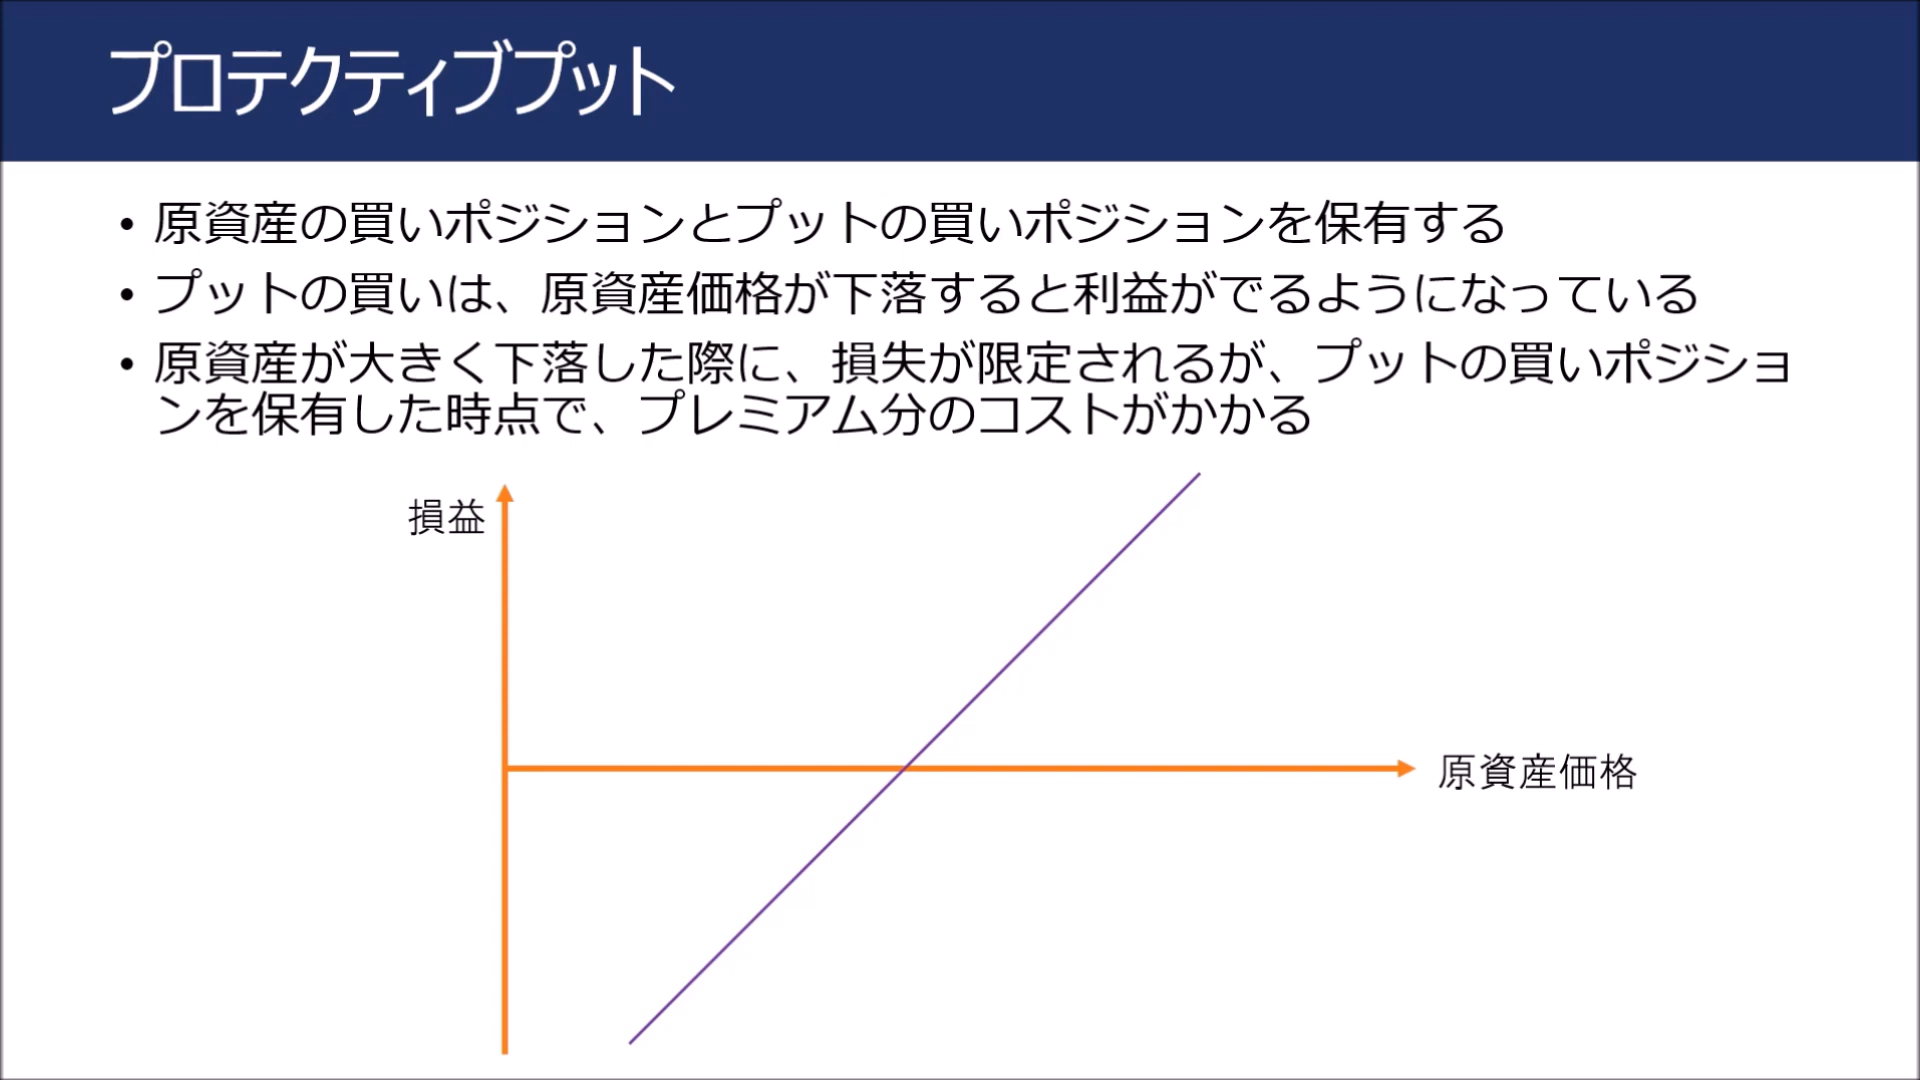 プロテクティブプット
• 原資産の買いポジションとプットの買いポジションを保有する
• プットの買いは、原資産価格が下落すると利益がでるようになっている
• 原資産が大きく下落した際に、損失が限定されるが、プットの買いポジショ
ンを保有した時点で、プレミアム分のコストがかかる
損益
原資産価格